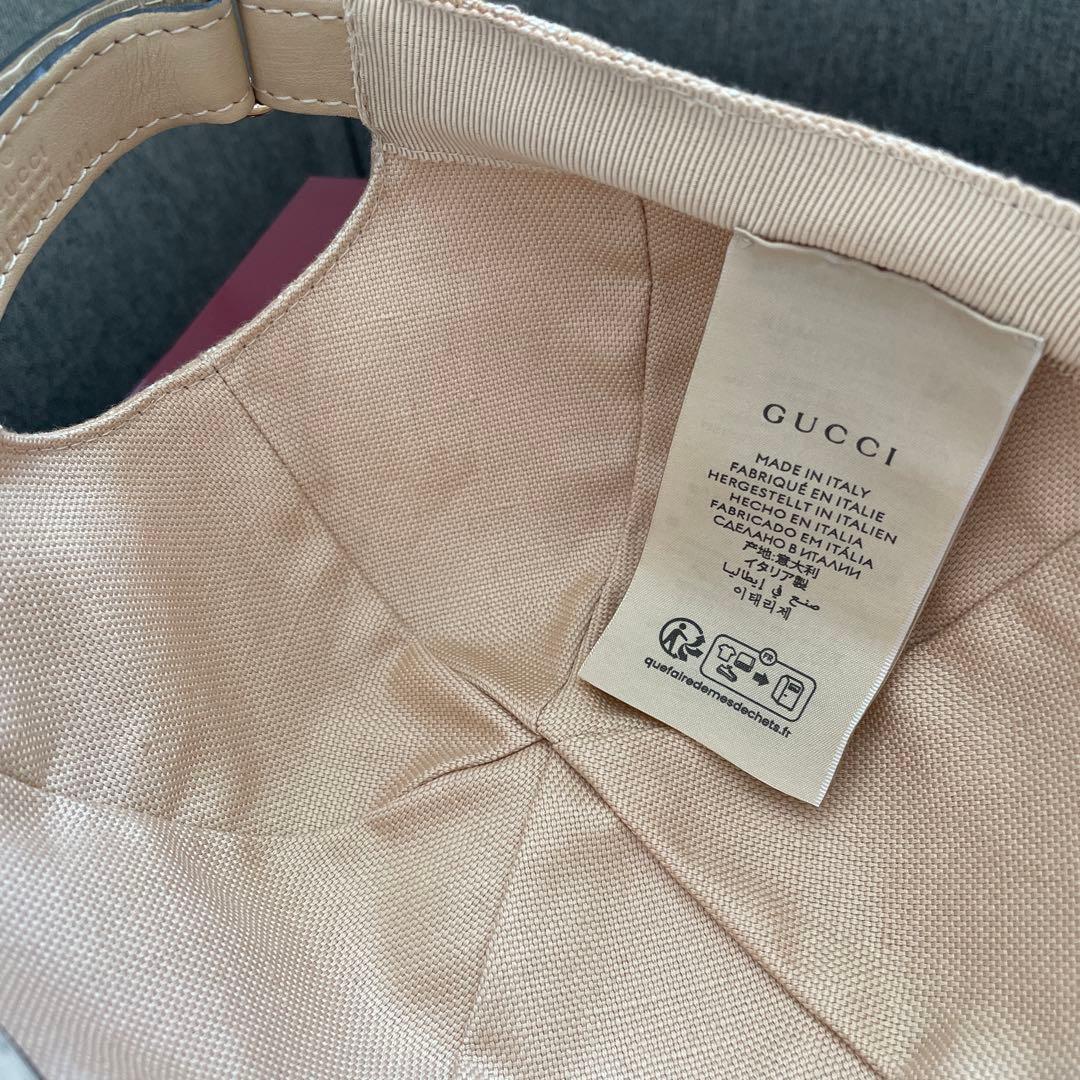 GUCCI
MADE IN ITALY
FABRIQUÉ EN ITALIE
HERGESTELLT IN ITALIEN
HECHO EN ITALIA
FABRICADO EM ITÁLIA
СДЕЛАНО В ИТАЛИИ
产地:意大利
イタリア製
صنع في إيطاليا
이태리제
FR
quefairedemesdechets.fr